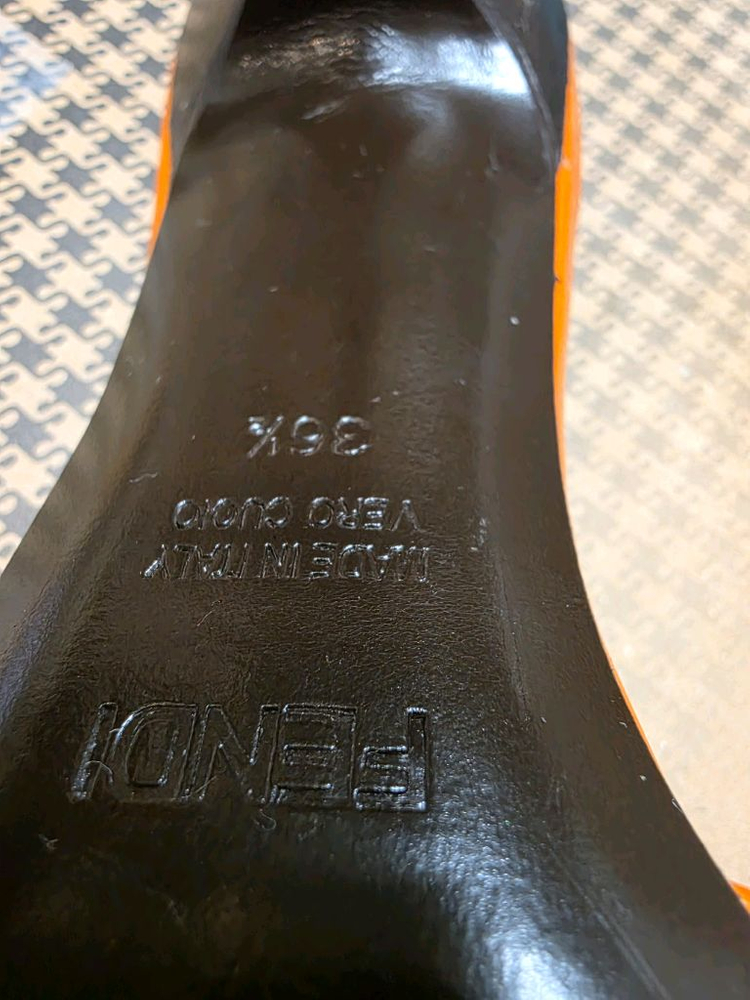 FENDI
MADE IN ITALY
VERO CUOIO
36½